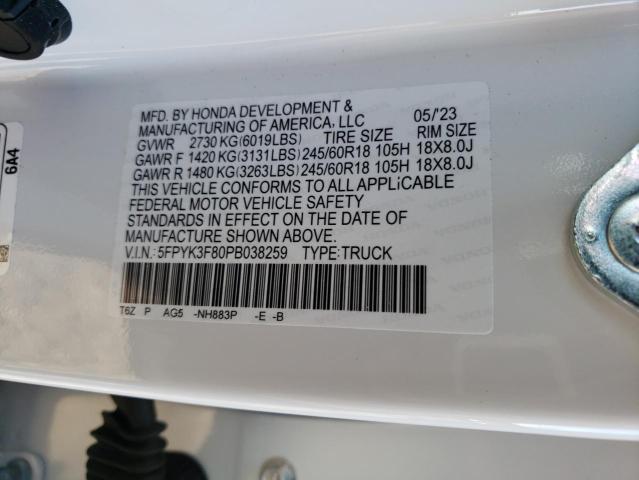 MFD. BY HONDA DEVELOPMENT &
MANUFACTURING OF AMERICA, LLC 05/'23
GVWR 2730 KG(6019LBS) TIRE SIZE RIM SIZE
GAWR F 1420 KG(3131LBS) 245/60R18 105H 18X8.0J
GAWR R 1480 KG(3263LBS) 245/60R18 105H 18X8.0J
THIS VEHICLE CONFORMS TO ALL APPLICABLE
FEDERAL MOTOR VEHICLE SAFETY
STANDARDS IN EFFECT ON THE DATE OF
MANUFACTURE SHOWN ABOVE.
V.I.N.: 5FPYK3F80PB038259 TYPE:TRUCK
T6Z P AG5 -NH883P -E -B
6A4